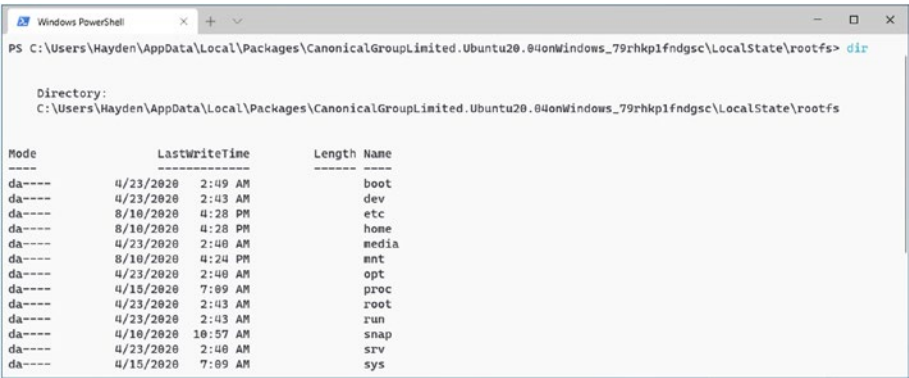 Windows PowerShell
PS C:\Users\Hayden\AppData\Local\Packages\CanonicalGroupLimited.Ubuntu20.04onWindows_79rhkp1fndgsc\LocalState\rootfs> dir
Directory:
C:\Users\Hayden\AppData\Local\Packages\CanonicalGroupLimited.Ubuntu20.04onWindows_79rhkp1fndgsc\LocalState\rootfs
Mode LastWriteTime Length Name
---- ------------- ------ ----
da---- 4/23/2020 2:49 AM boot
da---- 4/23/2020 2:43 AM dev
da---- 8/10/2020 4:28 PM etc
da---- 8/10/2020 4:28 PM home
da---- 4/23/2020 2:40 AM media
da---- 8/10/2020 4:24 PM mnt
da---- 4/23/2020 2:40 AM opt
da---- 4/15/2020 7:09 AM proc
da---- 4/23/2020 2:43 AM root
da---- 4/23/2020 2:43 AM run
da---- 4/10/2020 10:57 AM snap
da---- 4/23/2020 2:40 AM srv
da---- 4/15/2020 7:09 AM sys